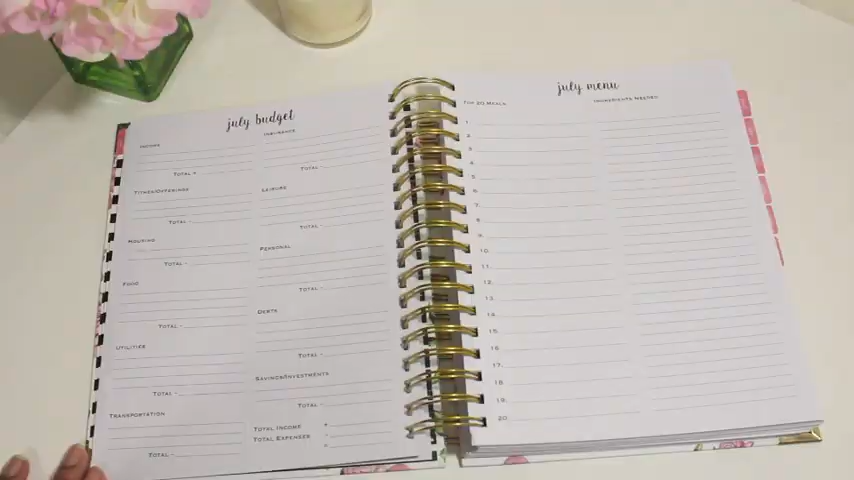 july budget
Income
Total +
Tithes/Offerings
Total -
Housing
Total -
Food
Total -
Utilities
Total -
Transportation
Total -
Insurance
Total -
Leisure
Total -
Personal
Total -
Debts
Total -
Savings/Investments
Total -
Total Income +
Total Expenses -
=
july menu
Top 20 Meals
Ingredients Needed
1.
2.
3.
4.
5.
6.
7.
8.
9.
10.
11.
12.
13.
14.
15.
16.
17.
18.
19.
20.